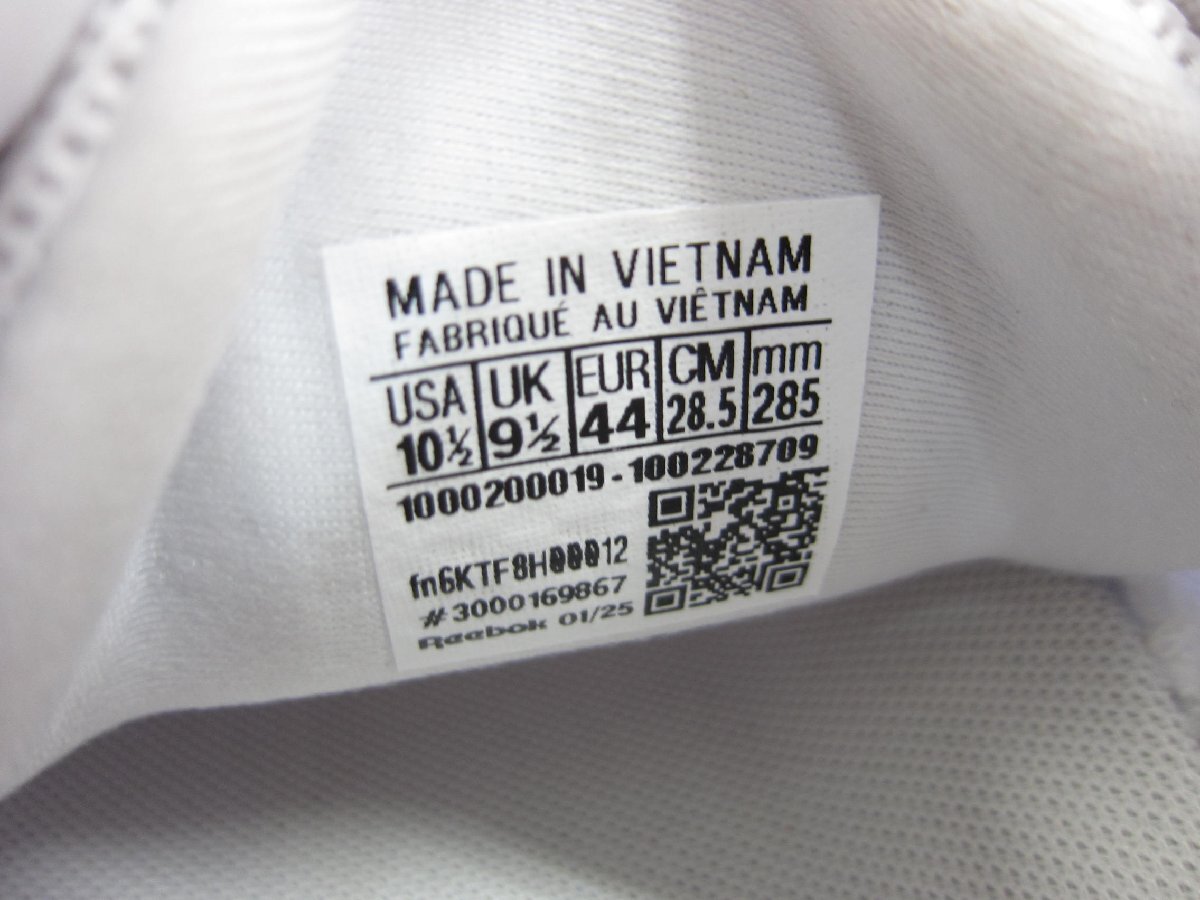 MADE IN VIETNAM
FABRIQUÉ AU VIÊTNAM
USA UK EUR CM mm
10½ 9½ 44 28.5 285
1000200019 - 100228709
fn6KTF8H00012
#3000169867
Reebok 01/25